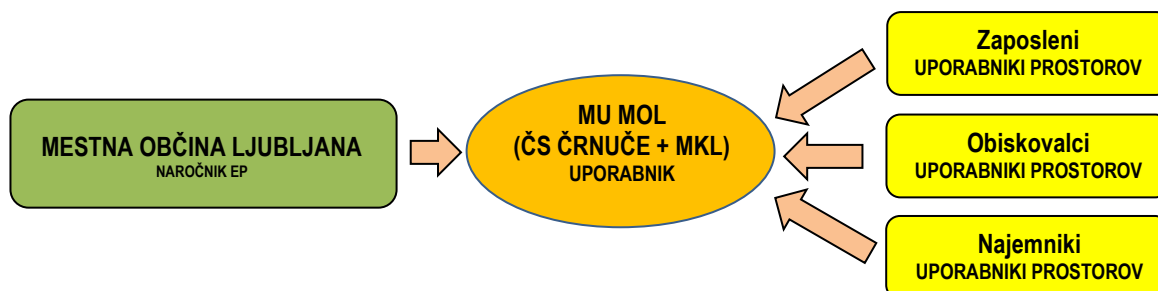 MESTNA OBČINA LJUBLJANA
NAROČNIK EP
MU MOL
(ČS ČRNUČE + MKL)
UPORABNIK
Zaposleni
UPORABNIKI PROSTOROV
Obiskovalci
UPORABNIKI PROSTOROV
Najemniki
UPORABNIKI PROSTOROV